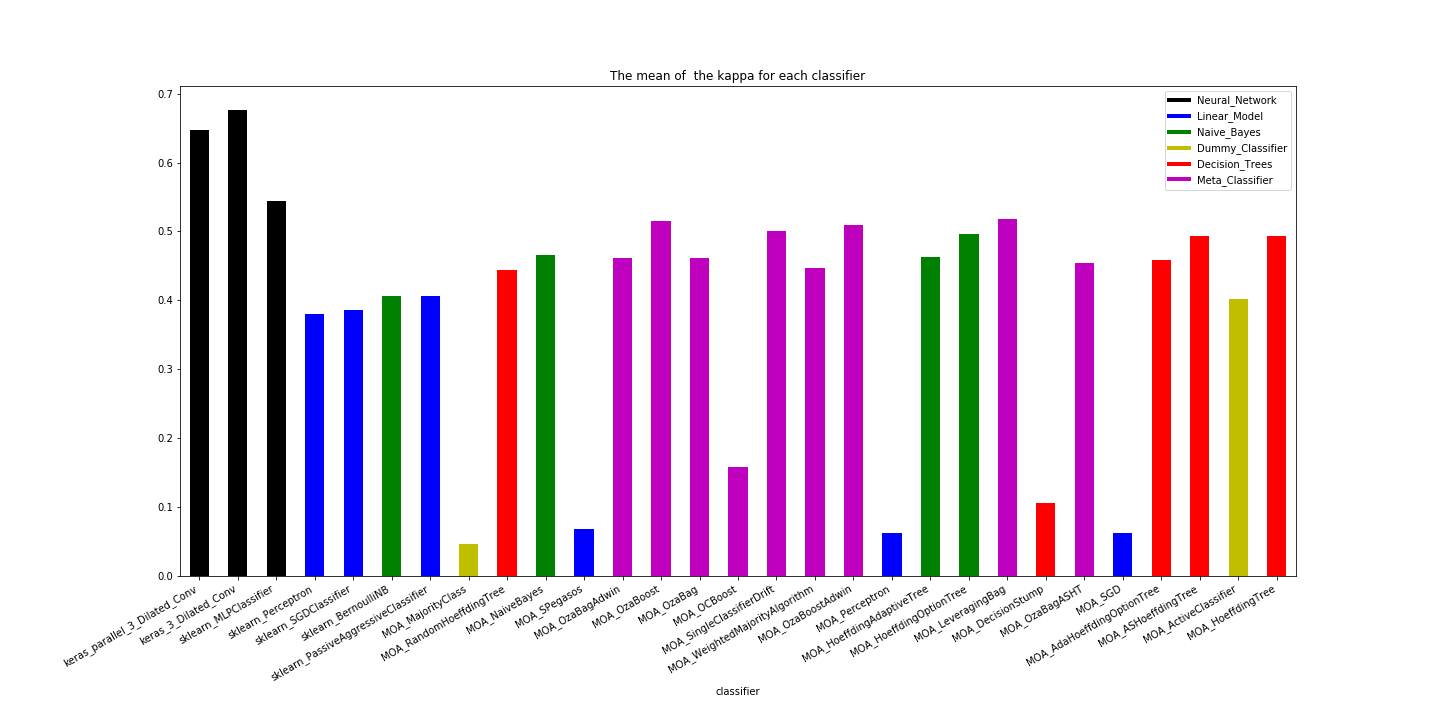 The mean of  the kappa for each classifier
0.7
0.6
0.5
0.4
0.3
0.2
0.1
0.0
Neural_Network
Linear_Model
Naive_Bayes
Dummy_Classifier
Decision_Trees
Meta_Classifier
keras_parallel_3_Dilated_Conv
keras_3_Dilated_Conv
sklearn_MLPClassifier
sklearn_Perceptron
sklearn_SGDClassifier
sklearn_BernoulliNB
sklearn_PassiveAggressiveClassifier
MOA_MajorityClass
MOA_RandomHoeffdingTree
MOA_NaiveBayes
MOA_SPegasos
MOA_OzaBagAdwin
MOA_OzaBoost
MOA_OzaBag
MOA_OCBoost
MOA_SingleClassifierDrift
MOA_WeightedMajorityAlgorithm
MOA_OzaBoostAdwin
MOA_Perceptron
MOA_HoeffdingAdaptiveTree
MOA_HoeffdingOptionTree
MOA_LeveragingBag
MOA_DecisionStump
MOA_OzaBagASHT
MOA_SGD
MOA_AdaHoeffdingOptionTree
MOA_ASHoeffdingTree
MOA_ActiveClassifier
MOA_HoeffdingTree
classifier